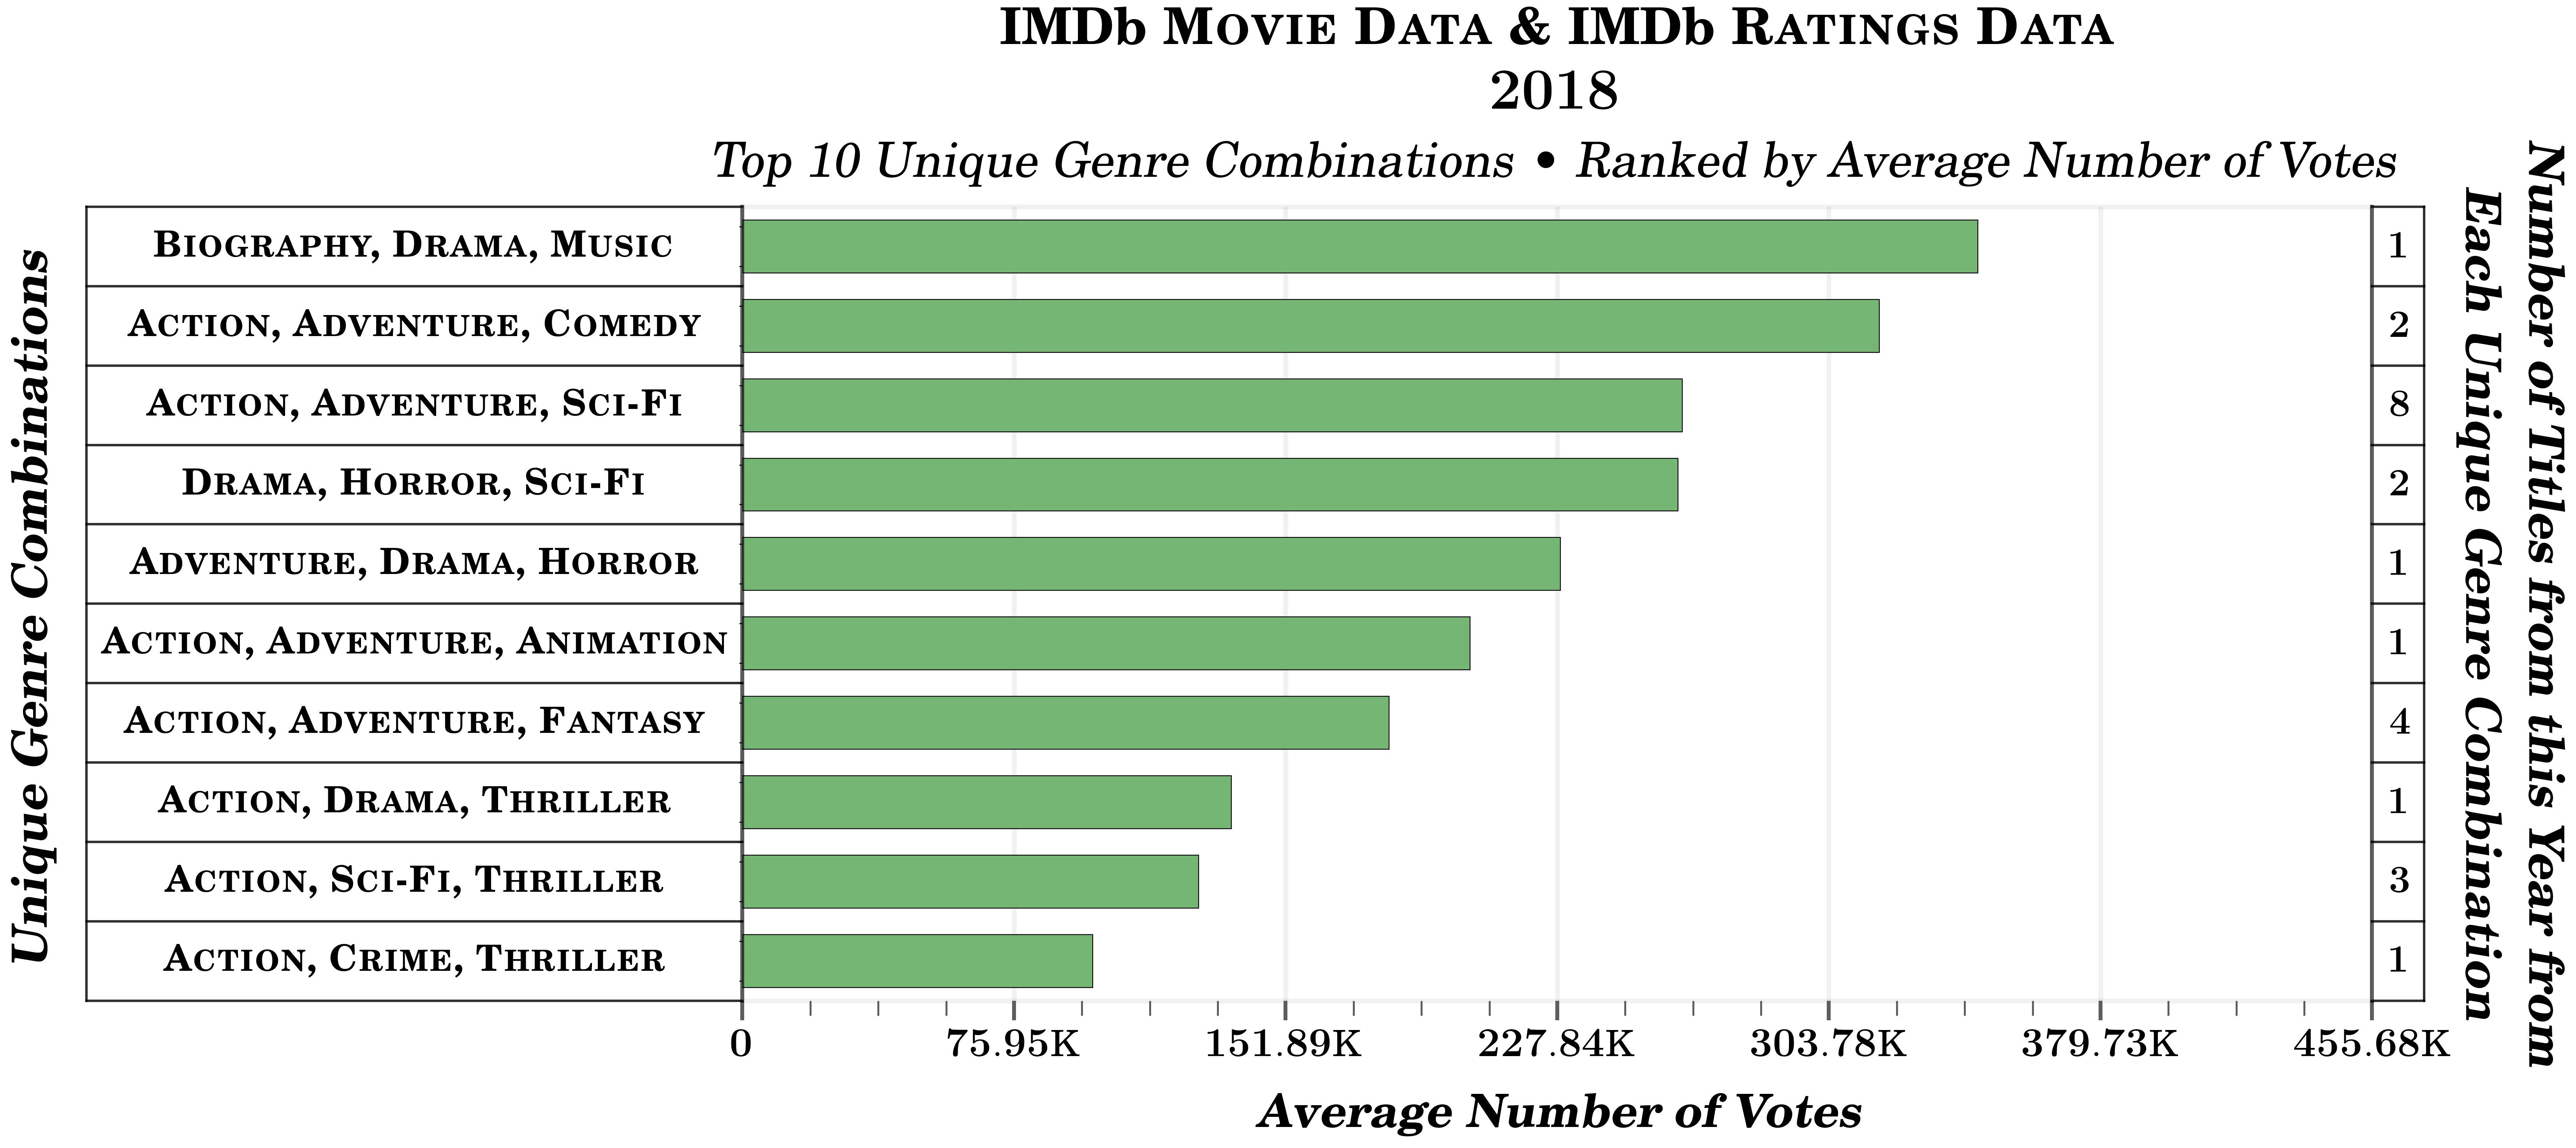 IMDb Movie Data & IMDb Ratings Data
2018
Top 10 Unique Genre Combinations • Ranked by Average Number of Votes
Unique Genre Combinations
Biography, Drama, Music 1
Action, Adventure, Comedy 2
Action, Adventure, Sci-Fi 8
Drama, Horror, Sci-Fi 2
Adventure, Drama, Horror 1
Action, Adventure, Animation 1
Action, Adventure, Fantasy 4
Action, Drama, Thriller 1
Action, Sci-Fi, Thriller 3
Action, Crime, Thriller 1
0 75.95K 151.89K 227.84K 303.78K 379.73K 455.68K
Average Number of Votes
Number of Titles from this Year from
Each Unique Genre Combination